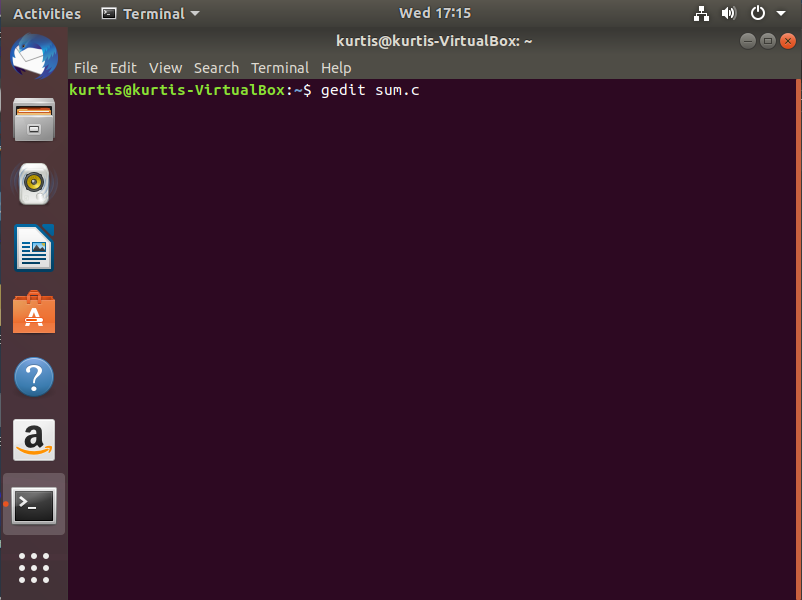 Activities Terminal Wed 17:15
kurtis@kurtis-VirtualBox: ~
File Edit View Search Terminal Help
kurtis@kurtis-VirtualBox:~$ gedit sum.c